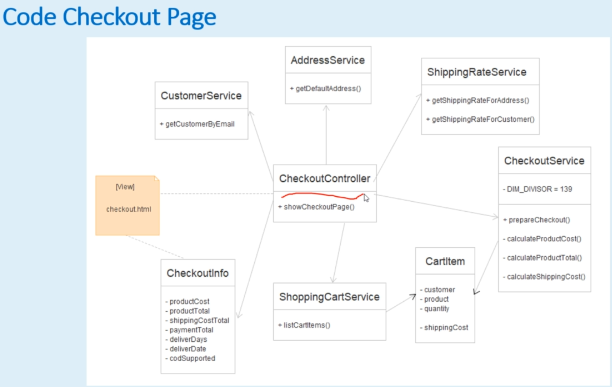 Code Checkout Page
AddressService
+ getDefaultAddress()
ShippingRateService
+ getShippingRateForAddress()
+ getShippingRateForCustomer()
CustomerService
+ getCustomerByEmail
CheckoutController
+ showCheckoutPage()
CheckoutService
- DIM_DIVISOR = 139
+ prepareCheckout()
- calculateProductCost()
- calculateProductTotal()
- calculateShippingCost()
[View]
checkout.html
CheckoutInfo
- productCost
- productTotal
- shippingCostTotal
- paymentTotal
- deliverDays
- deliverDate
- codSupported
ShoppingCartService
+ listCartItems()
CartItem
- customer
- product
- quantity
- shippingCost